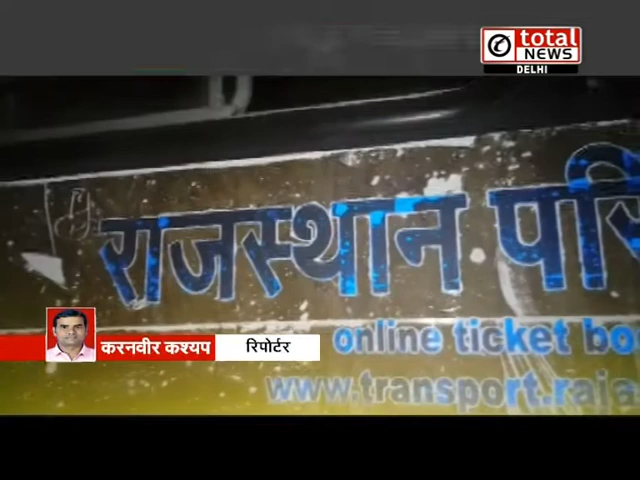 total
NEWS
DELHI
राजस्थान
online ticket
www.transport.raja
करनवीर कश्यप
रिपोर्टर